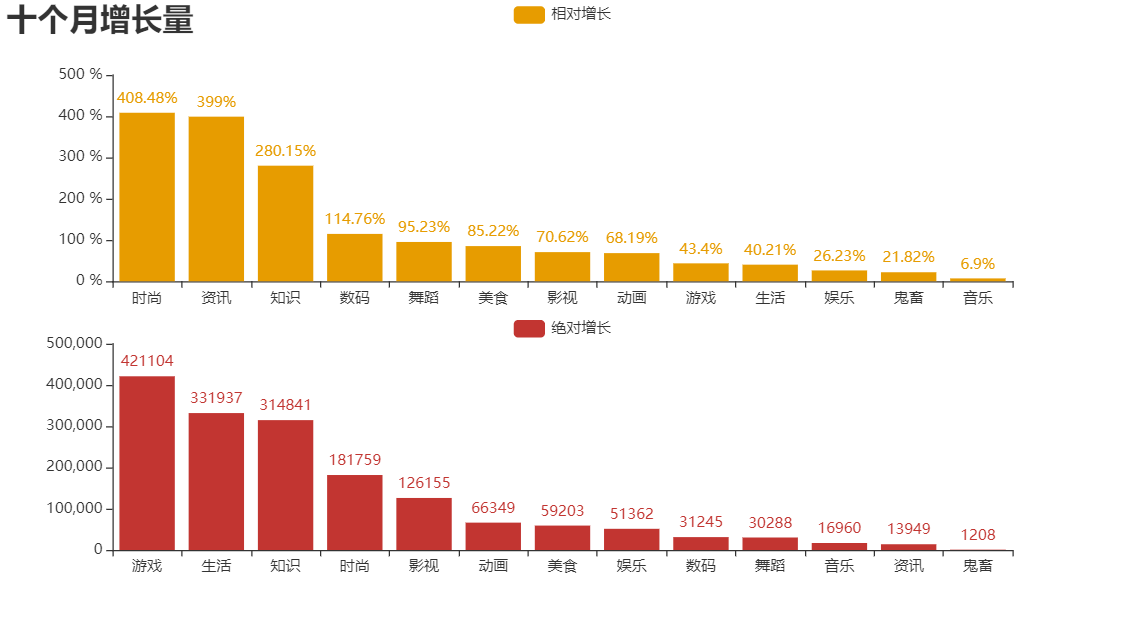 十个月增长量
相对增长
500 %
400 %
300 %
200 %
100 %
0 %
408.48% 399% 280.15% 114.76% 95.23% 85.22% 70.62% 68.19% 43.4% 40.21% 26.23% 21.82% 6.9%
时尚 资讯 知识 数码 舞蹈 美食 影视 动画 游戏 生活 娱乐 鬼畜 音乐
绝对增长
500,000
400,000
300,000
200,000
100,000
0
421104 331937 314841 181759 126155 66349 59203 51362 31245 30288 16960 13949 1208
游戏 生活 知识 时尚 影视 动画 美食 娱乐 数码 舞蹈 音乐 资讯 鬼畜